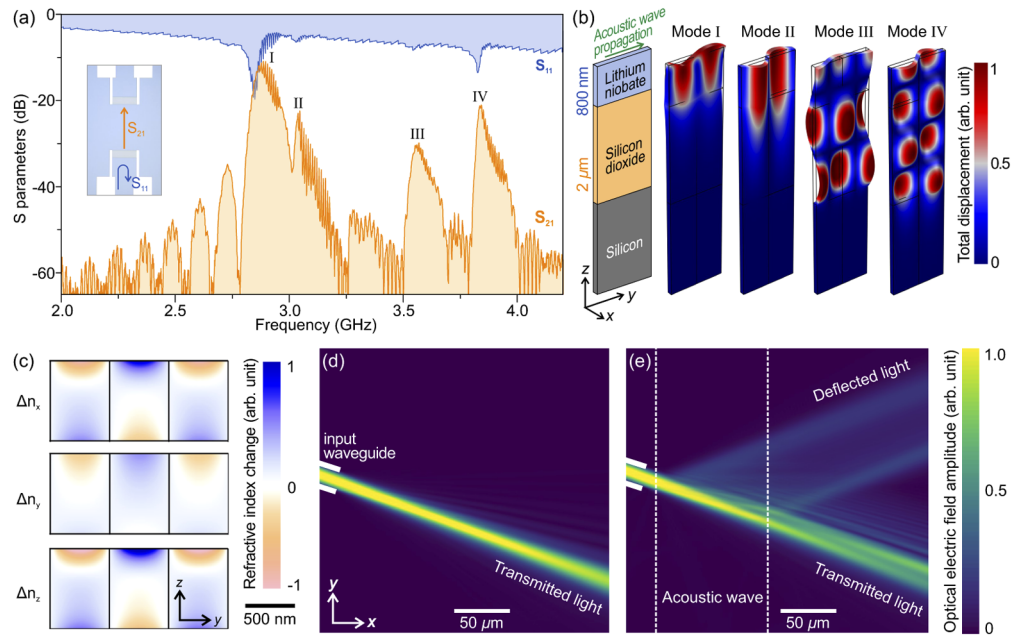 (a)
0
-20
-40
-60
S parameters (dB)
S₁₁
S₂₁
I
II
III
IV
S₂₁
S₁₁
2.0
2.5
3.0
3.5
4.0
Frequency (GHz)
(b)
Acoustic wave
propagation
Mode I
Mode II
Mode III
Mode IV
800 nm
Lithium
niobate
2 μm
Silicon
dioxide
Silicon
z
y
x
1
0.5
0
Total displacement (arb. unit)
(c)
Δnₓ
Δnᵧ
Δn_z
z
y
1
0
-1
Refractive index change (arb. unit)
500 nm
(d)
input
waveguide
Transmitted light
y
x
50 μm
(e)
Deflected light
Transmitted light
Acoustic wave
50 μm
1.0
0.5
0
Optical electric field amplitude (arb. unit)